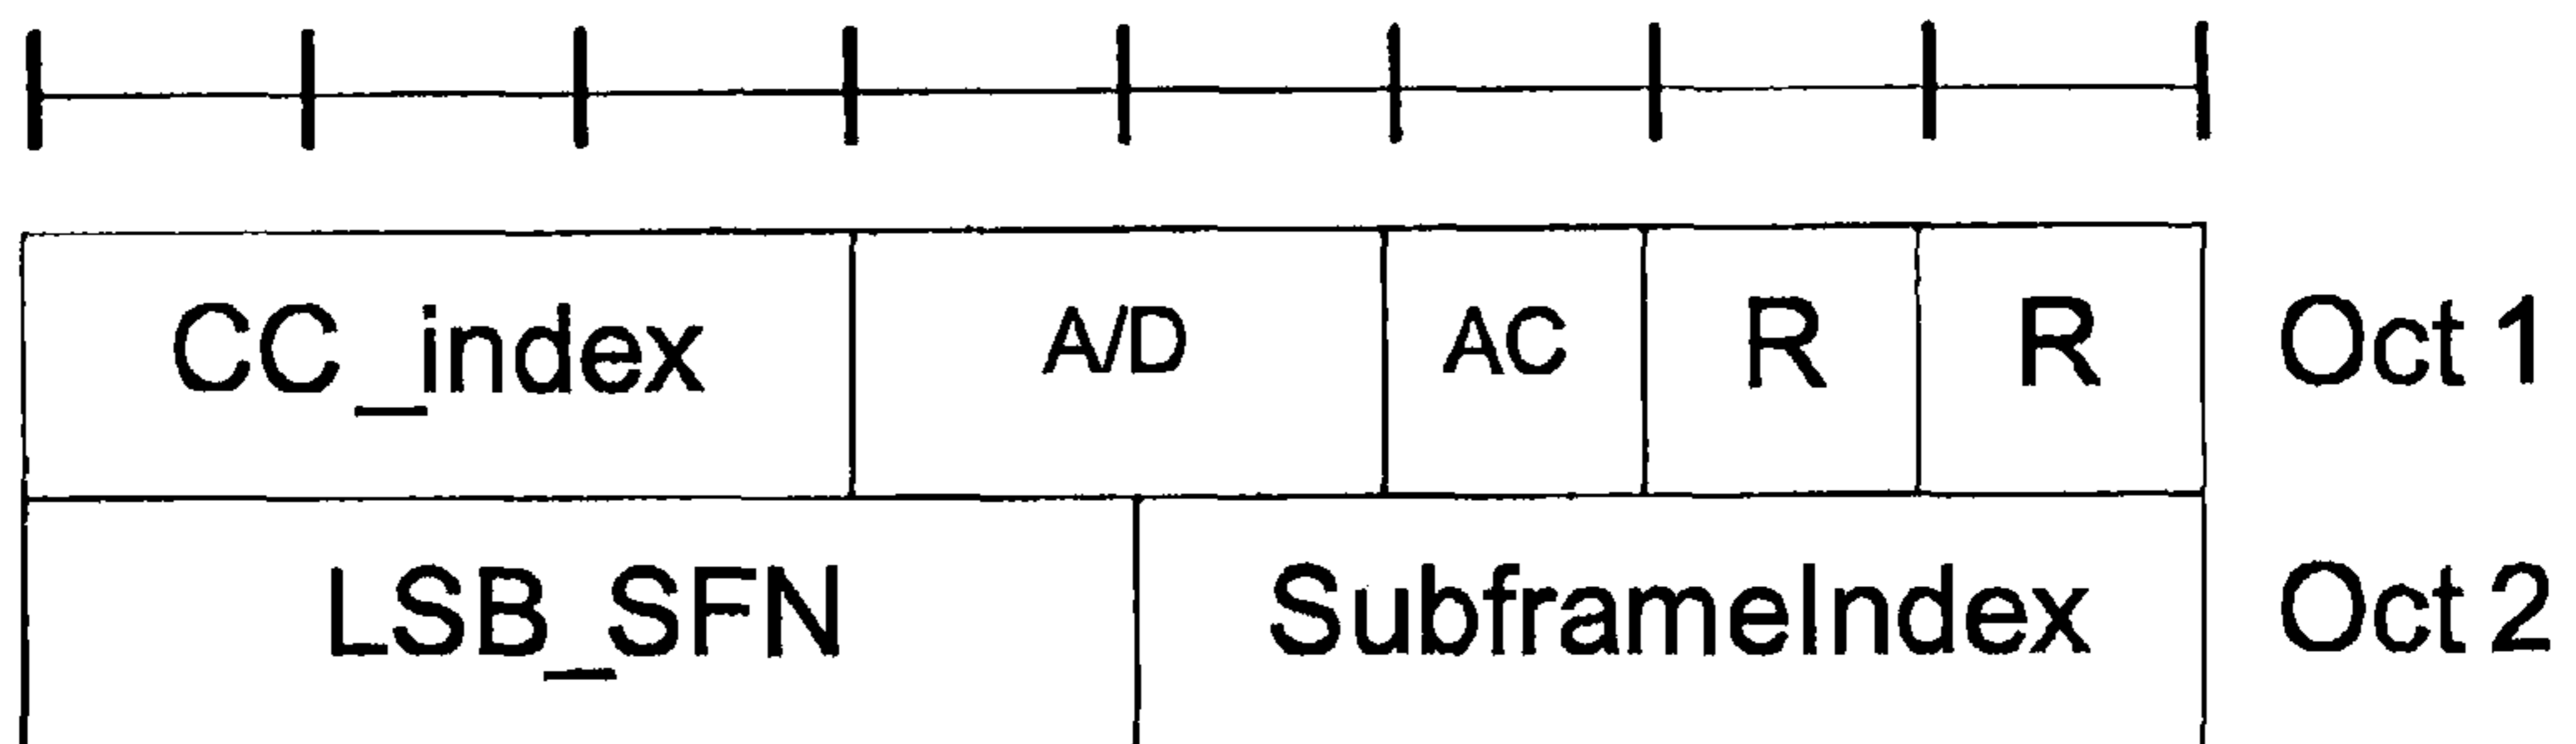 CC_index A/D AC R R Oct 1
LSB_SFN SubframeIndex Oct 2